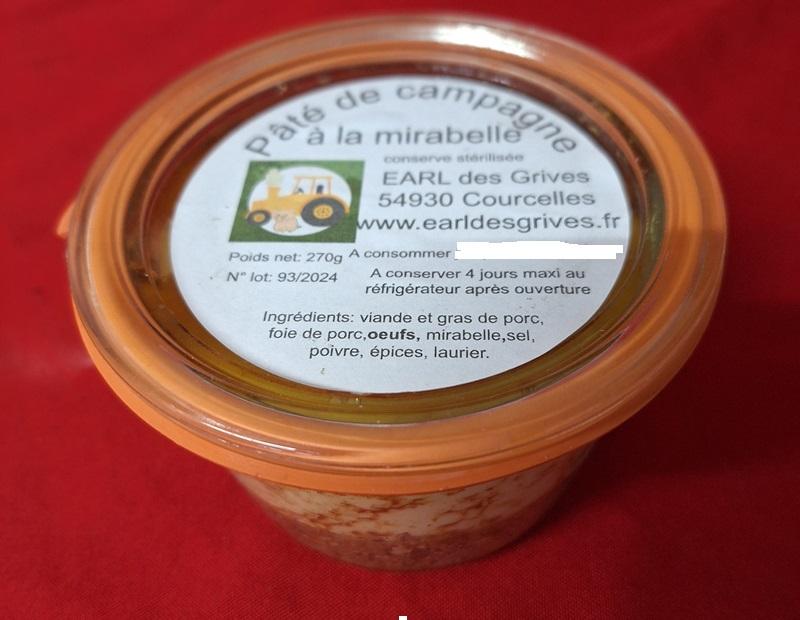 Pâté de campagne
à la mirabelle
conserve stérilisée
EARL des Grives
54930 Courcelles
www.earldesgrives.fr
Poids net: 270g A consommer
N° lot: 93/2024
A conserver 4 jours maxi au
réfrigérateur après ouverture
Ingrédients: viande et gras de porc,
foie de porc,oeufs, mirabelle,sel,
poivre, épices, laurier.